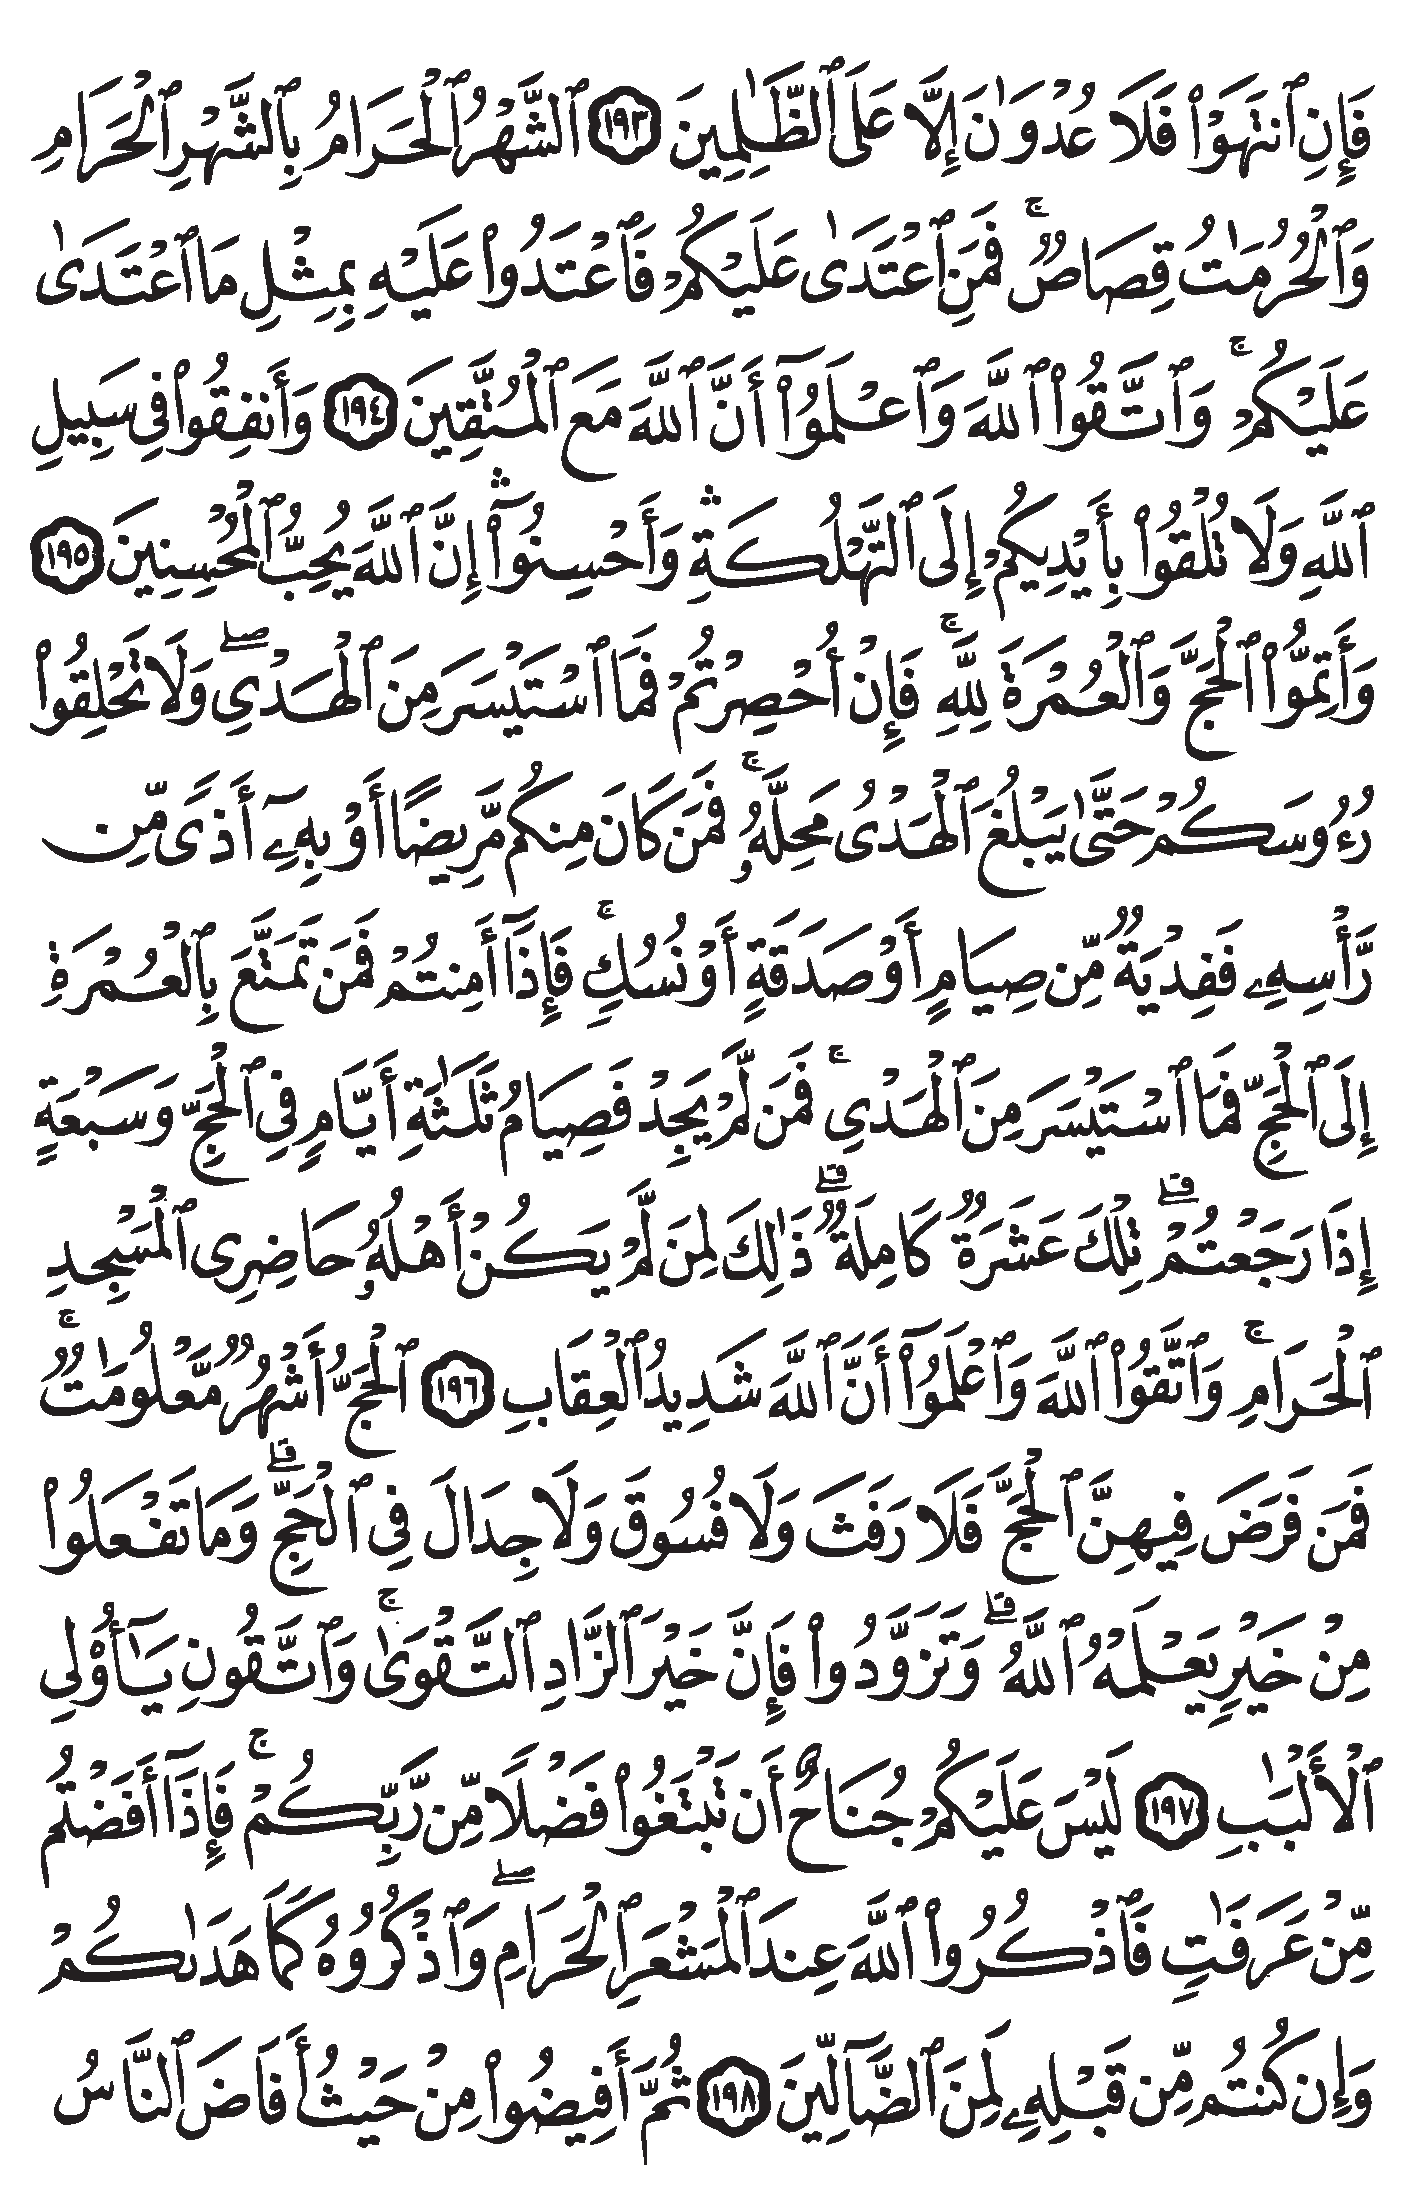 فَإِنِ ٱنتَهَوْا۟ فَلَا عُدْوَٰنَ إِلَّا عَلَى ٱلظَّـٰلِمِينَ ١٩٣ ٱلشَّهْرُ ٱلْحَرَامُ بِٱلشَّهْرِ ٱلْحَرَامِ
وَٱلْحُرُمَـٰتُ قِصَاصٌۭ ۚ فَمَنِ ٱعْتَدَىٰ عَلَيْكُمْ فَٱعْتَدُوا۟ عَلَيْهِ بِمِثْلِ مَا ٱعْتَدَىٰ
عَلَيْكُمْ ۚ وَٱتَّقُوا۟ ٱللَّهَ وَٱعْلَمُوٓا۟ أَنَّ ٱللَّهَ مَعَ ٱلْمُتَّقِينَ ١٩٤ وَأَنفِقُوا۟ فِى سَبِيلِ
ٱللَّهِ وَلَا تُلْقُوا۟ بِأَيْدِيكُمْ إِلَى ٱلتَّهْلُكَةِ ۛ وَأَحْسِنُوٓا۟ ۛ إِنَّ ٱللَّهَ يُحِبُّ ٱلْمُحْسِنِينَ ١٩٥
وَأَتِمُّوا۟ ٱلْحَجَّ وَٱلْعُمْرَةَ لِلَّهِ ۚ فَإِنْ أُحْصِرْتُمْ فَمَا ٱسْتَيْسَرَ مِنَ ٱلْهَدْىِ ۖ وَلَا تَحْلِقُوا۟
رُءُوسَكُمْ حَتَّىٰ يَبْلُغَ ٱلْهَدْىُ مَحِلَّهُۥ ۚ فَمَن كَانَ مِنكُم مَّرِيضًا أَوْ بِهِۦٓ أَذًۭى مِّن
رَّأْسِهِۦ فَفِدْيَةٌۭ مِّن صِيَامٍ أَوْ صَدَقَةٍ أَوْ نُسُكٍۢ ۚ فَإِذَآ أَمِنتُمْ فَمَن تَمَتَّعَ بِٱلْعُمْرَةِ
إِلَى ٱلْحَجِّ فَمَا ٱسْتَيْسَرَ مِنَ ٱلْهَدْىِ ۚ فَمَن لَّمْ يَجِدْ فَصِيَامُ ثَلَـٰثَةِ أَيَّامٍۢ فِى ٱلْحَجِّ وَسَبْعَةٍ
إِذَا رَجَعْتُمْ ۗ تِلْكَ عَشَرَةٌۭ كَامِلَةٌۭ ۗ ذَٰلِكَ لِمَن لَّمْ يَكُنْ أَهْلُهُۥ حَاضِرِى ٱلْمَسْجِدِ
ٱلْحَرَامِ ۚ وَٱتَّقُوا۟ ٱللَّهَ وَٱعْلَمُوٓا۟ أَنَّ ٱللَّهَ شَدِيدُ ٱلْعِقَابِ ١٩٦ ٱلْحَجُّ أَشْهُرٌۭ مَّعْلُومَـٰتٌۭ ۚ
فَمَن فَرَضَ فِيهِنَّ ٱلْحَجَّ فَلَا رَفَثَ وَلَا فُسُوقَ وَلَا جِدَالَ فِى ٱلْحَجِّ ۗ وَمَا تَفْعَلُوا۟
مِنْ خَيْرٍۢ يَعْلَمْهُ ٱللَّهُ ۗ وَتَزَوَّدُوا۟ فَإِنَّ خَيْرَ ٱلزَّادِ ٱلتَّقْوَىٰ ۚ وَٱتَّقُونِ يَـٰٓأُو۟لِى
ٱلْأَلْبَـٰبِ ١٩٧ لَيْسَ عَلَيْكُمْ جُنَاحٌ أَن تَبْتَغُوا۟ فَضْلًۭا مِّن رَّبِّكُمْ ۚ فَإِذَآ أَفَضْتُم
مِّنْ عَرَفَـٰتٍۢ فَٱذْكُرُوا۟ ٱللَّهَ عِندَ ٱلْمَشْعَرِ ٱلْحَرَامِ ۖ وَٱذْكُرُوهُ كَمَا هَدَىٰكُمْ
وَإِن كُنتُم مِّن قَبْلِهِۦ لَمِنَ ٱلضَّآلِّينَ ١٩٨ ثُمَّ أَفِيضُوا۟ مِنْ حَيْثُ أَفَاضَ ٱلنَّاسُ